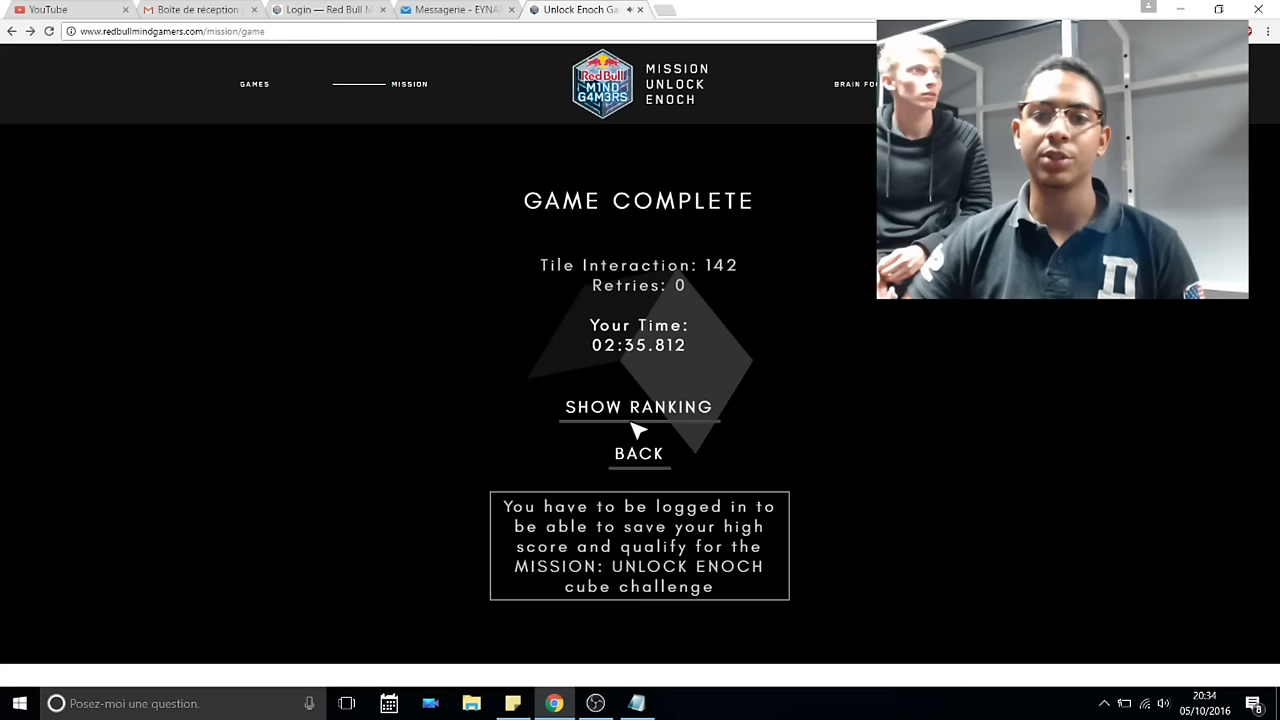 YouTube
Boîte de réception
Login — Red Bull M
Messagerie - EYNA
Unlock Enoch Ga
www.redbullmindgamers.com/mission/game
GAMES
MISSION
Red Bull
M1ND
G4M3RS
MISSION
UNLOCK
ENOCH
BRAIN FO
GAME COMPLETE
Tile Interaction: 142
Retries: 0
Your Time:
02:35.812
SHOW RANKING
BACK
You have to be logged in to
be able to save your high
score and qualify for the
MISSION: UNLOCK ENOCH
cube challenge
Posez-moi une question.
20:34
05/10/2016
8